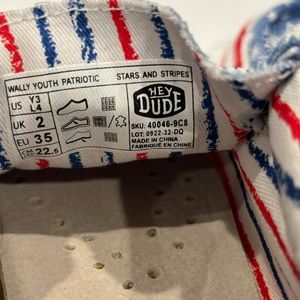 WALLY YOUTH PATRIOTIC STARS AND STRIPES
US Y3 L4
UK 2
EU 35
CM 22.5
HEY DUDE
SKU: 40046-9C8
LOT: 0922-32-DQ
MADE IN CHINA
FABRIQUÉ EN CHINE